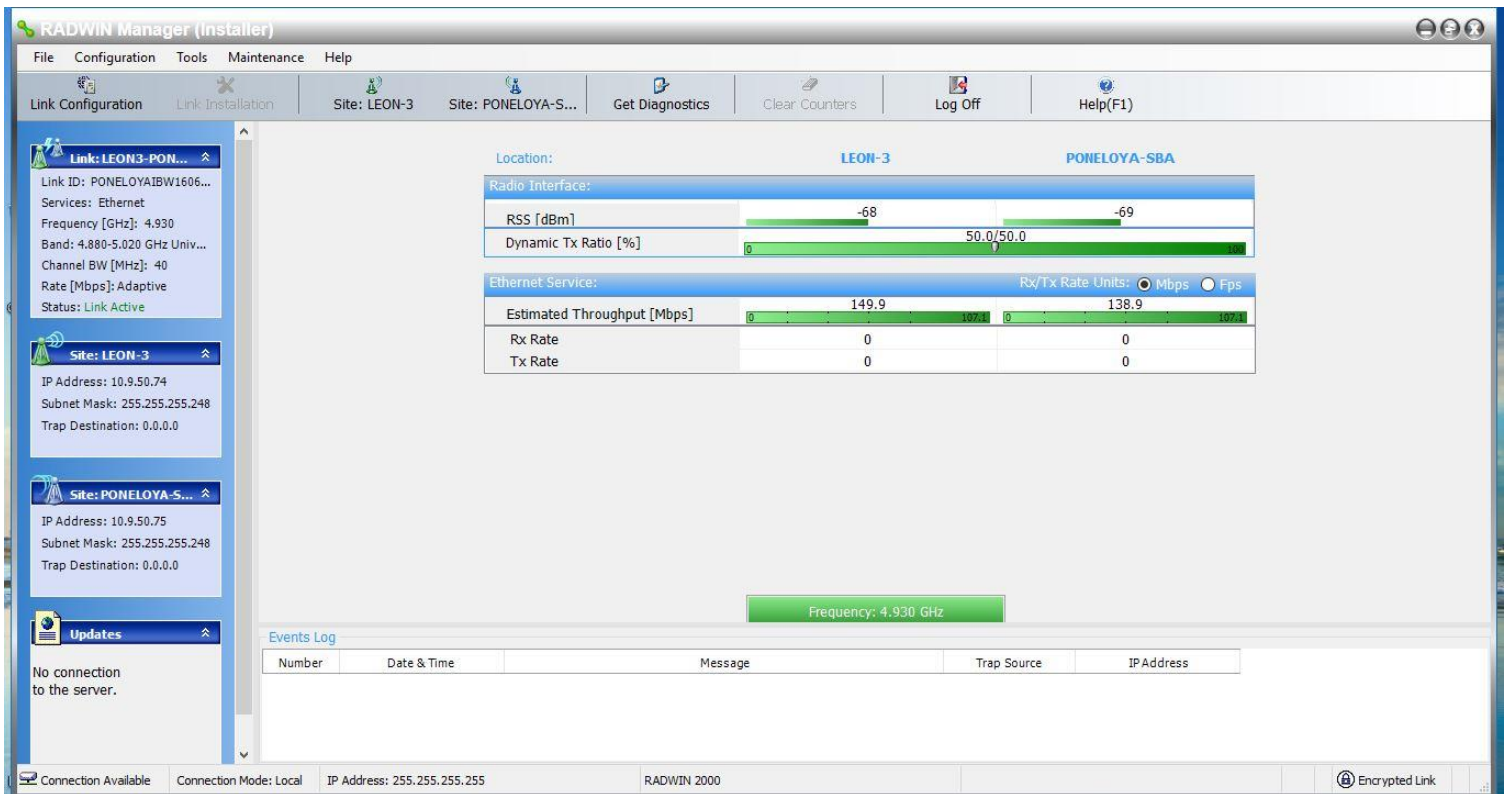 RADWIN Manager (Installer)
File Configuration Tools Maintenance Help
Link Configuration Link Installation Site: LEON-3 Site: PONELOYA-S... Get Diagnostics Clear Counters Log Off Help(F1)
Link: LEON3-PON...
Link ID: PONELOYAIBW1606...
Services: Ethernet
Frequency [GHz]: 4.930
Band: 4.880-5.020 GHz Univ...
Channel BW [MHz]: 40
Rate [Mbps]: Adaptive
Status: Link Active
Site: LEON-3
IP Address: 10.9.50.74
Subnet Mask: 255.255.255.248
Trap Destination: 0.0.0.0
Site: PONELOYA-S...
IP Address: 10.9.50.75
Subnet Mask: 255.255.255.248
Trap Destination: 0.0.0.0
Updates
No connection
to the server.
Location: LEON-3 PONELOYA-SBA
Radio Interface:
RSS [dBm] -68 -69
Dynamic Tx Ratio [%] 50.0/50.0
0 100
Ethernet Service: Rx/Tx Rate Units: Mbps Fps
Estimated Throughput [Mbps] 149.9 138.9
0 107.1 0 107.1
Rx Rate 0 0
Tx Rate 0 0
Frequency: 4.930 GHz
Events Log
Number Date & Time Message Trap Source IPAddress
Connection Available Connection Mode: Local IP Address: 255.255.255.255 RADWIN 2000 Encrypted Link